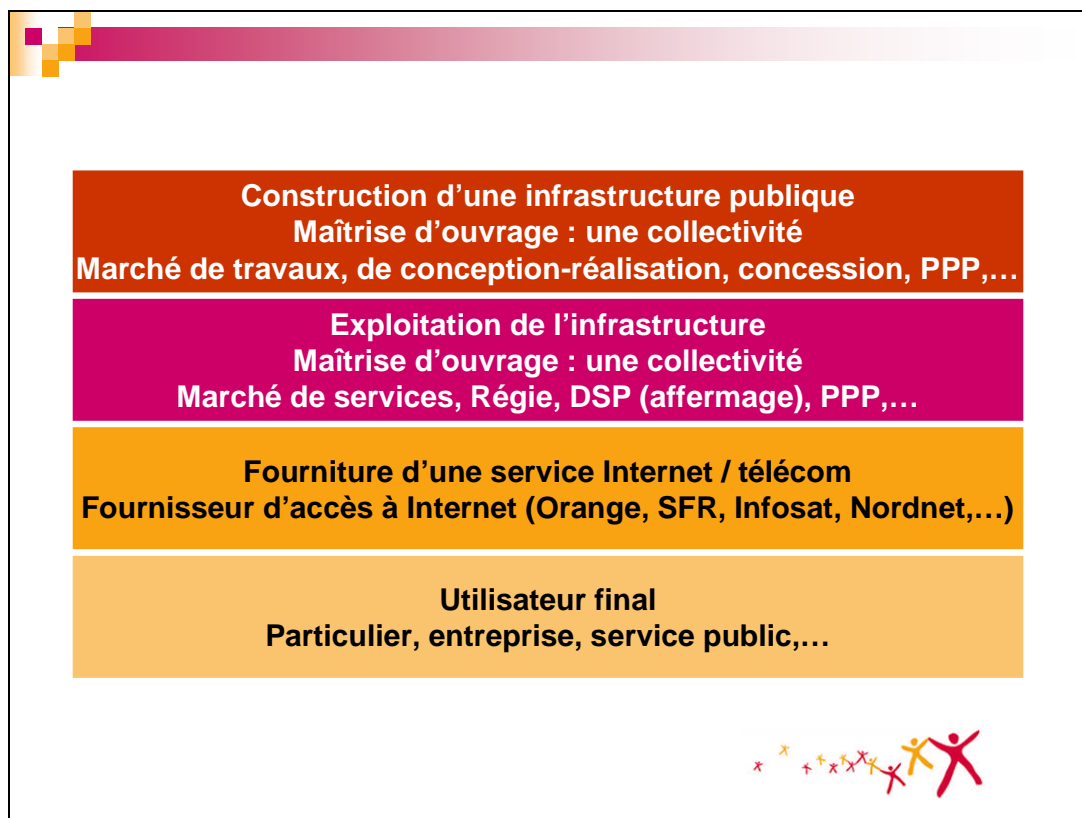 Construction d’une infrastructure publique
Maîtrise d’ouvrage : une collectivité
Marché de travaux, de conception-réalisation, concession, PPP,…
Exploitation de l’infrastructure
Maîtrise d’ouvrage : une collectivité
Marché de services, Régie, DSP (affermage), PPP,…
Fourniture d’une service Internet / télécom
Fournisseur d’accès à Internet (Orange, SFR, Infosat, Nordnet,…)
Utilisateur final
Particulier, entreprise, service public,…